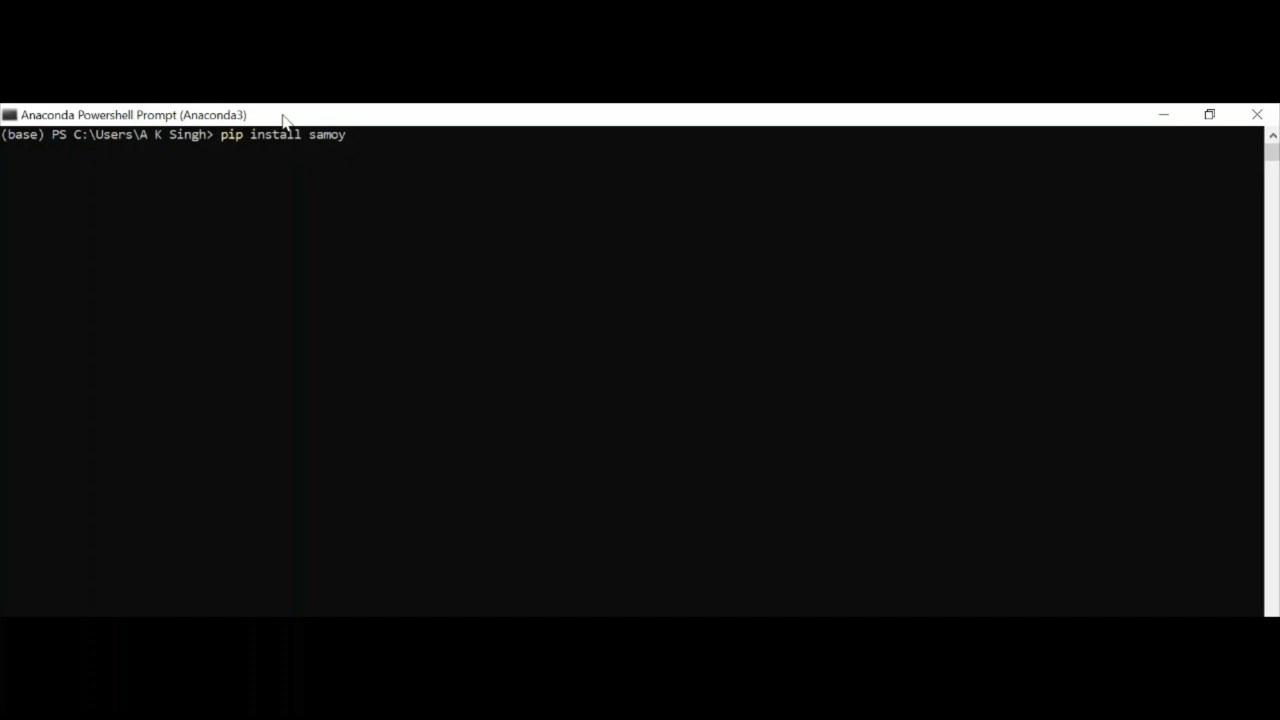 Anaconda Powershell Prompt (Anaconda3)
(base) PS C:\Users\A K Singh> pip install samoy